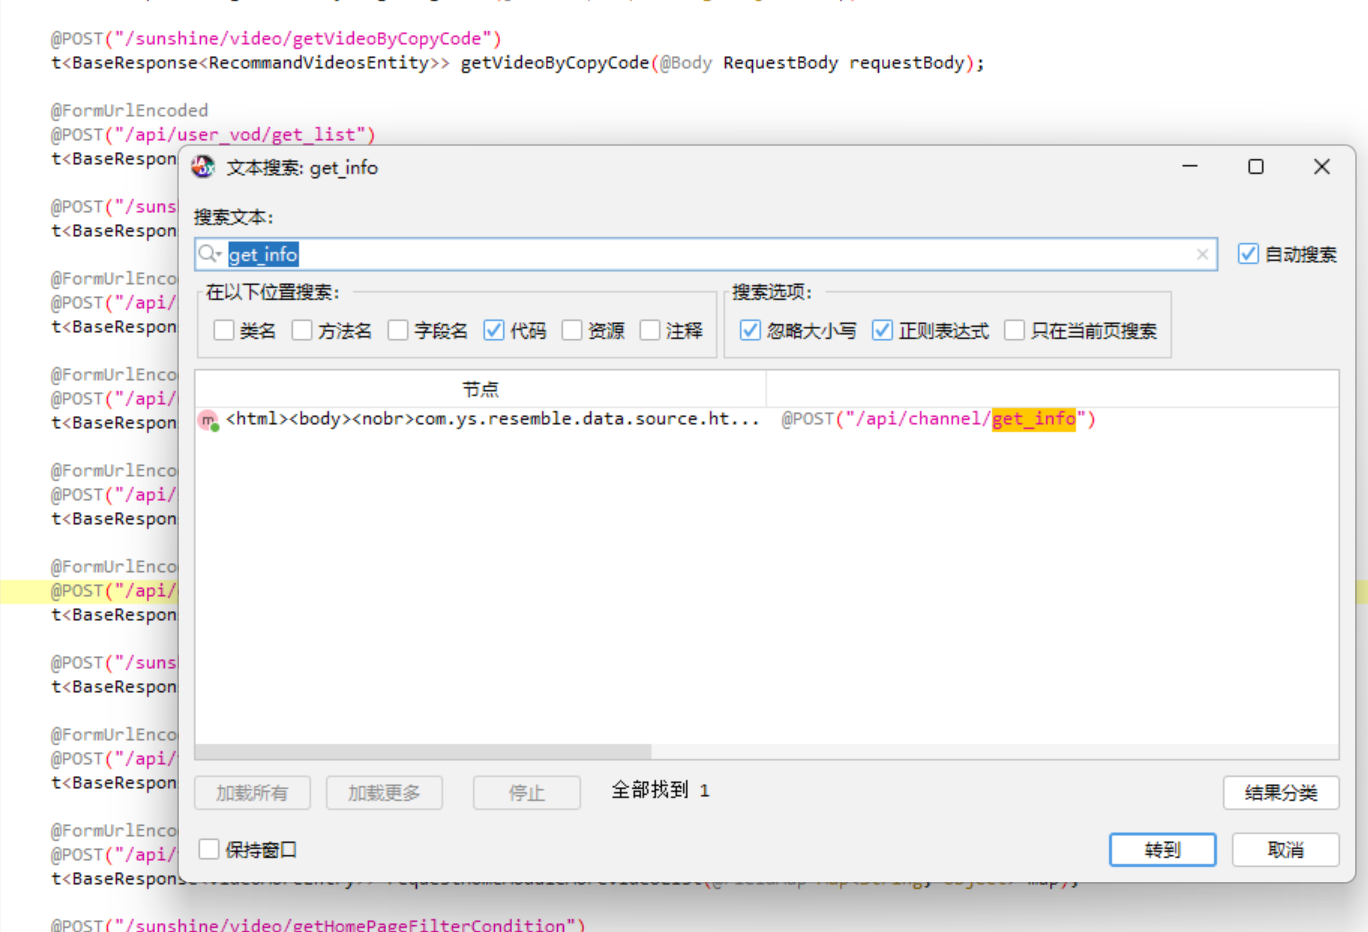 @POST("/sunshine/video/getVideoByCopyCode")
t<BaseResponse<RecommandVideosEntity>> getVideoByCopyCode(@Body RequestBody requestBody);
@FormUrlEncoded
@POST("/api/user_vod/get_list")
t<BaseRespon
@POST("/suns
t<BaseRespon
@FormUrlEnco
@POST("/api/
t<BaseRespon
@FormUrlEnco
@POST("/api/
t<BaseRespon
@FormUrlEnco
@POST("/api/
t<BaseRespon
@FormUrlEnco
@POST("/api/
t<BaseRespon
@POST("/suns
t<BaseRespon
@FormUrlEnco
@POST("/api/
t<BaseRespon
@FormUrlEnco
@POST("/api/
t<BaseRespons
@POST("/sunshine/video/getHomePageFilterCondition")
文本搜索: get_info
搜索文本:
get_info
自动搜索
在以下位置搜索:
类名 方法名 字段名 代码 资源 注释
搜索选项:
忽略大小写 正则表达式 只在当前页搜索
节点
<html><body><nobr>com.ys.resemble.data.source.ht... @POST("/api/channel/get_info")
加载所有 加载更多 停止 全部找到 1 结果分类
保持窗口 转到 取消